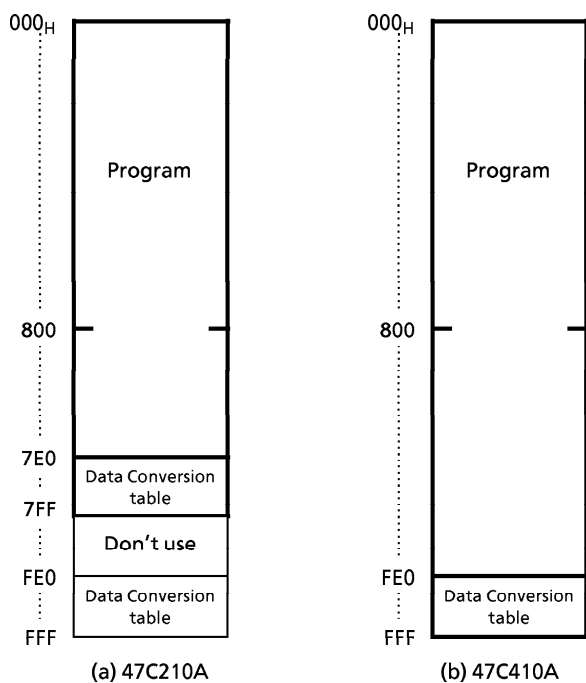 000H
Program
800
7E0
Data Conversion
table
7FF
Don't use
FE0
Data Conversion
table
FFF
(a) 47C210A
000H
Program
800
FE0
Data Conversion
table
FFF
(b) 47C410A